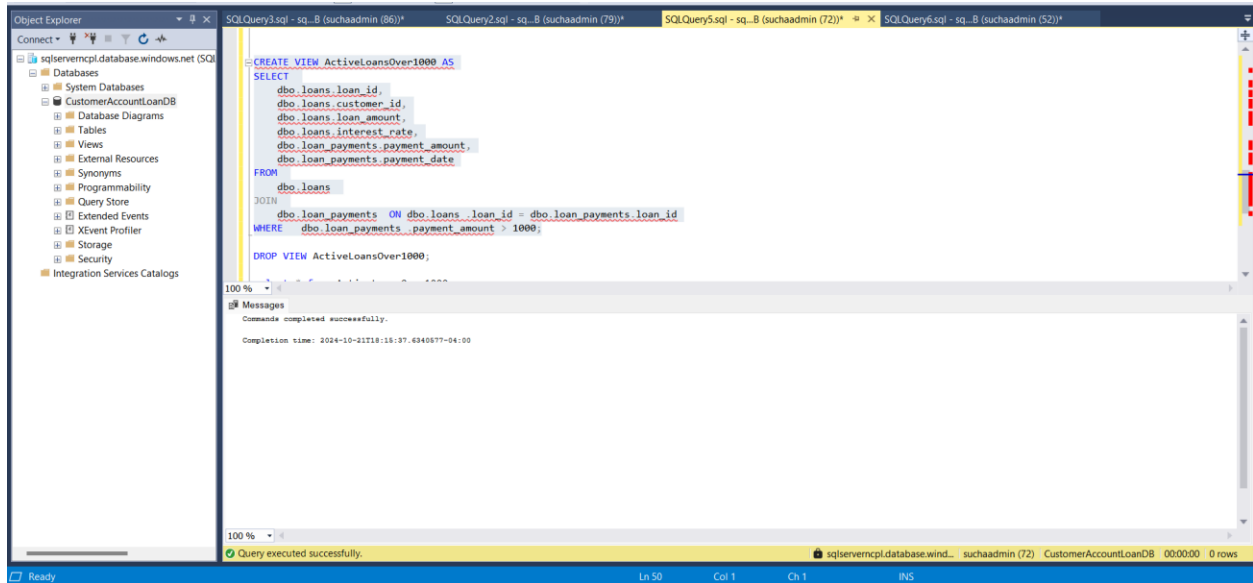 Object Explorer
SQLQuery3.sql - sq...B (suchaadmin (86))*
SQLQuery2.sql - sq...B (suchaadmin (79))*
SQLQuery5.sql - sq...B (suchaadmin (72))*
SQLQuery6.sql - sq...B (suchaadmin (52))*
Connect
sqlserverncpl.database.windows.net (SQL
Databases
System Databases
CustomerAccountLoanDB
Database Diagrams
Tables
Views
External Resources
Synonyms
Programmability
Query Store
Extended Events
XEvent Profiler
Storage
Security
Integration Services Catalogs
CREATE VIEW ActiveLoansOver1000 AS
SELECT
dbo.loans.loan_id,
dbo.loans.customer_id,
dbo.loans.loan_amount,
dbo.loans.interest_rate,
dbo.loan_payments.payment_amount,
dbo.loan_payments.payment_date
FROM
dbo.loans
JOIN
dbo.loan_payments ON dbo.loans .loan_id = dbo.loan_payments.loan_id
WHERE dbo.loan_payments .payment_amount > 1000;
DROP VIEW ActiveLoansOver1000;
100 %
Messages
Commands completed successfully.
Completion time: 2024-10-21T18:15:37.6340577-04:00
100 %
Query executed successfully.
sqlserverncpl.database.wind... suchaadmin (72) CustomerAccountLoanDB 00:00:00 0 rows
Ready Ln 50 Col 1 Ch 1 INS